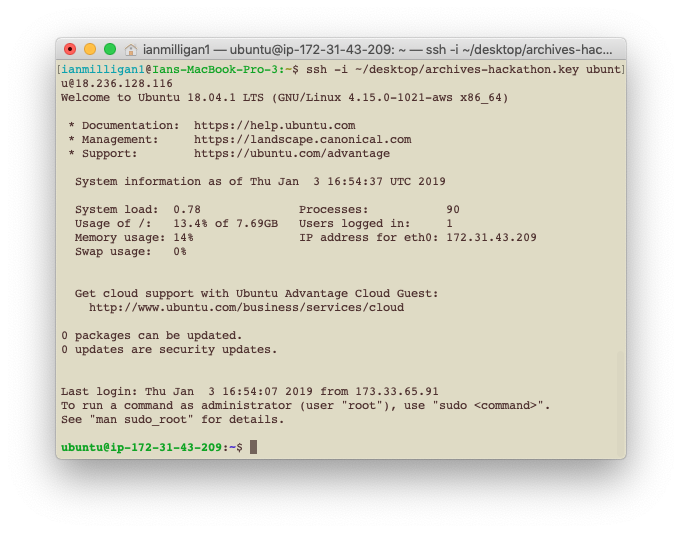 ianmilligan1 — ubuntu@ip-172-31-43-209: ~ — ssh -i ~/desktop/archives-hac...
[ianmilligan1@Ians-MacBook-Pro-3:~$ ssh -i ~/desktop/archives-hackathon.key ubunt]
u@18.236.128.116
Welcome to Ubuntu 18.04.1 LTS (GNU/Linux 4.15.0-1021-aws x86_64)
* Documentation:  https://help.ubuntu.com
* Management:     https://landscape.canonical.com
* Support:        https://ubuntu.com/advantage
System information as of Thu Jan  3 16:54:37 UTC 2019
System load:  0.78              Processes:           90
Usage of /:   13.4% of 7.69GB   Users logged in:     1
Memory usage: 14%               IP address for eth0: 172.31.43.209
Swap usage:   0%
Get cloud support with Ubuntu Advantage Cloud Guest:
http://www.ubuntu.com/business/services/cloud
0 packages can be updated.
0 updates are security updates.
Last login: Thu Jan  3 16:54:07 2019 from 173.33.65.91
To run a command as administrator (user "root"), use "sudo <command>".
See "man sudo_root" for details.
ubuntu@ip-172-31-43-209:~$